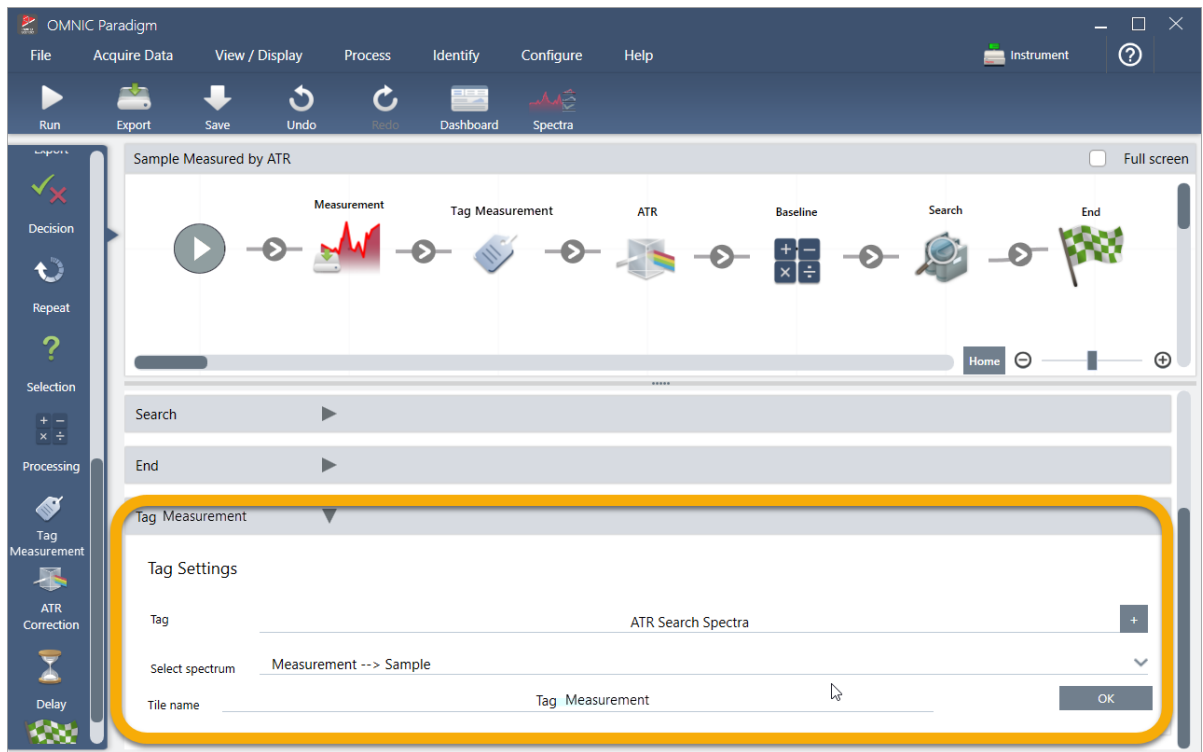 OMNIC Paradigm
File Acquire Data View / Display Process Identify Configure Help Instrument
Run Export Save Undo Redo Dashboard Spectra
Export
Decision
Repeat
Selection
Processing
Tag
Measurement
ATR
Correction
Delay
Sample Measured by ATR Full screen
Measurement Tag Measurement ATR Baseline Search End
Home
Search
End
Tag Measurement
Tag Settings
Tag ATR Search Spectra +
Select spectrum Measurement --> Sample
Tile name Tag Measurement OK